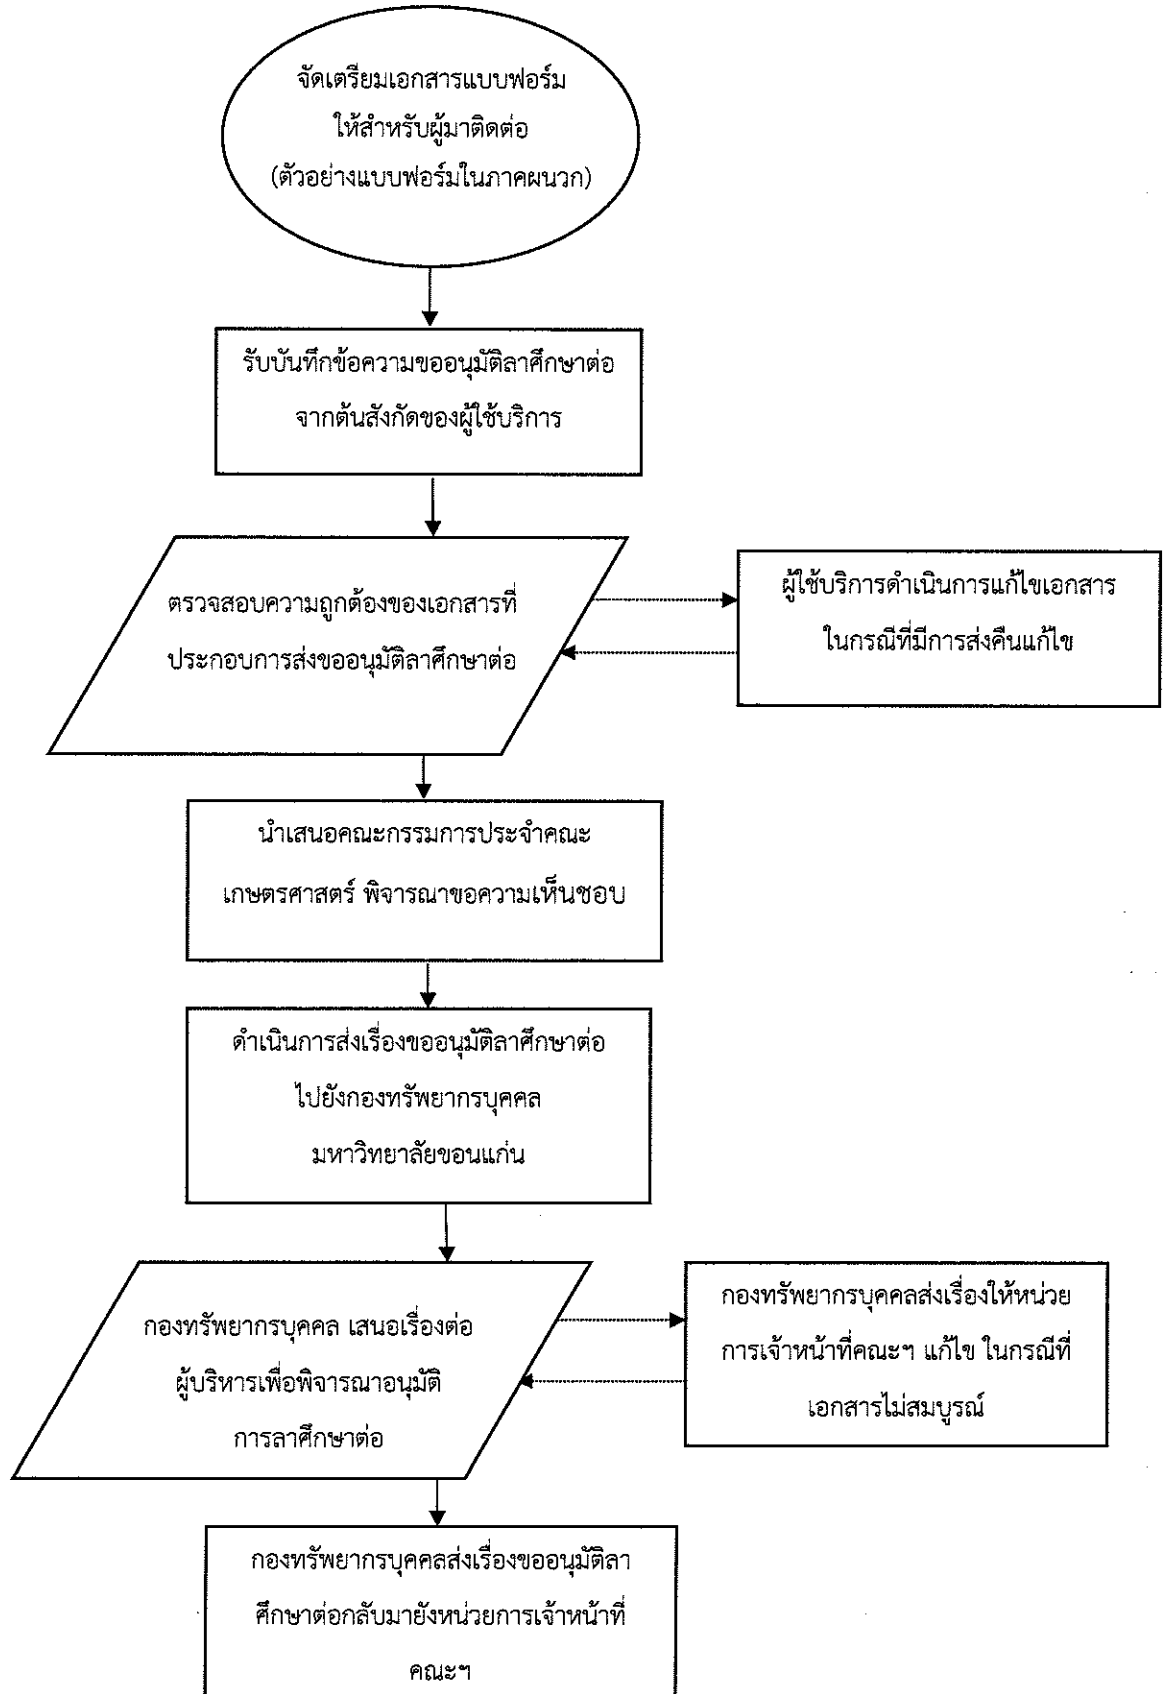 จัดเตรียมเอกสารแบบฟอร์ม
ให้สำหรับผู้มาติดต่อ
(ตัวอย่างแบบฟอร์มในภาคผนวก)
รับบันทึกข้อความขออนุมัติลาศึกษาต่อ
จากต้นสังกัดของผู้ใช้บริการ
ตรวจสอบความถูกต้องของเอกสารที่
ประกอบการส่งขออนุมัติลาศึกษาต่อ
ผู้ใช้บริการดำเนินการแก้ไขเอกสาร
ในกรณีที่มีการส่งคืนแก้ไข
นำเสนอคณะกรรมการประจำคณะ
เกษตรศาสตร์ พิจารณาขอความเห็นชอบ
ดำเนินการส่งเรื่องขออนุมัติลาศึกษาต่อ
ไปยังกองทรัพยากรบุคคล
มหาวิทยาลัยขอนแก่น
กองทรัพยากรบุคคล เสนอเรื่องต่อ
ผู้บริหารเพื่อพิจารณาอนุมัติ
การลาศึกษาต่อ
กองทรัพยากรบุคคลส่งเรื่องให้หน่วย
การเจ้าหน้าที่คณะฯ แก้ไข ในกรณีที่
เอกสารไม่สมบูรณ์
กองทรัพยากรบุคคลส่งเรื่องขออนุมัติลา
ศึกษาต่อกลับมายังหน่วยการเจ้าหน้าที่
คณะฯ